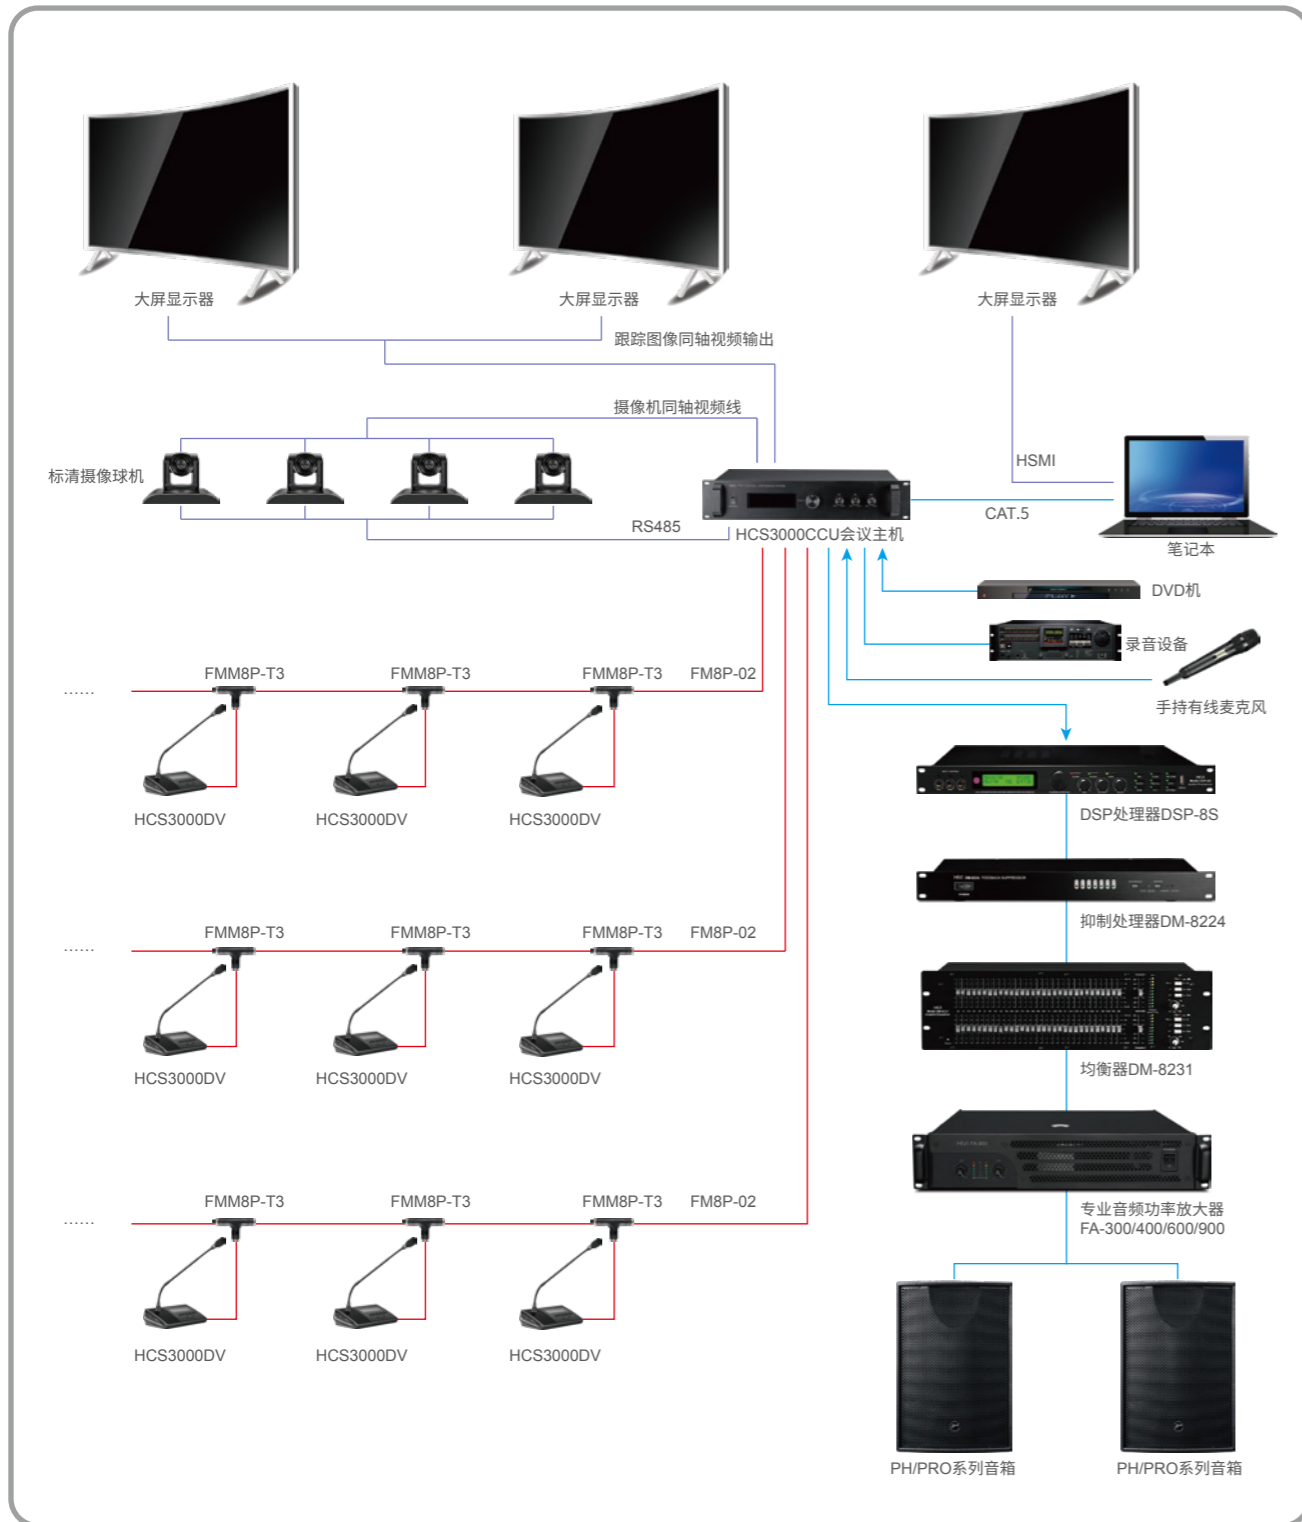 大屏显示器
大屏显示器
大屏显示器
跟踪图像同轴视频输出
摄像机同轴视频线
标清摄像球机
HSMI
CAT.5
RS485
HCS3000CCU会议主机
笔记本
DVD机
录音设备
手持有线麦克风
......
FMM8P-T3
FMM8P-T3
FMM8P-T3
FM8P-02
HCS3000DV
HCS3000DV
HCS3000DV
DSP处理器DSP-8S
抑制处理器DM-8224
......
FMM8P-T3
FMM8P-T3
FMM8P-T3
FM8P-02
HCS3000DV
HCS3000DV
HCS3000DV
均衡器DM-8231
......
FMM8P-T3
FMM8P-T3
FMM8P-T3
FM8P-02
专业音频功率放大器
FA-300/400/600/900
HCS3000DV
HCS3000DV
HCS3000DV
PH/PRO系列音箱
PH/PRO系列音箱